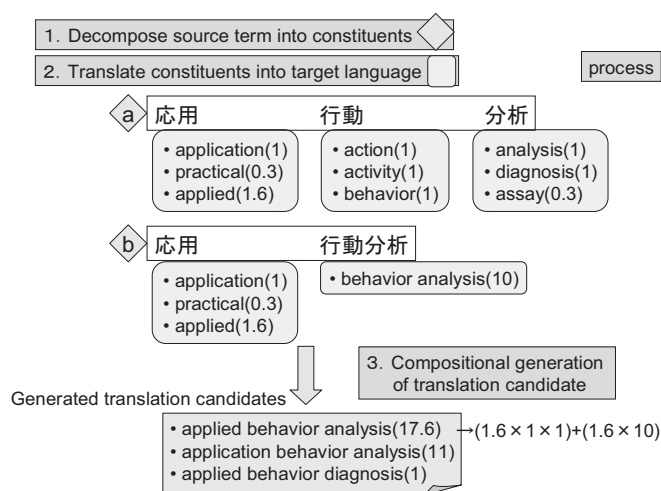 1. Decompose source term into constituents
2. Translate constituents into target language
process
a 応用 行動 分析
• application(1) • action(1) • analysis(1)
• practical(0.3) • activity(1) • diagnosis(1)
• applied(1.6) • behavior(1) • assay(0.3)
b 応用 行動分析
• application(1) • behavior analysis(10)
• practical(0.3)
• applied(1.6)
3. Compositional generation
of translation candidate
Generated translation candidates
• applied behavior analysis(17.6) →(1.6×1×1)+(1.6×10)
• application behavior analysis(11)
• applied behavior diagnosis(1)